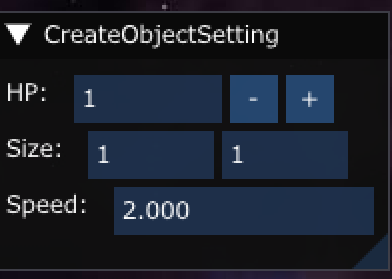 CreateObjectSetting
HP: 1 - +
Size: 1 1
Speed: 2.000